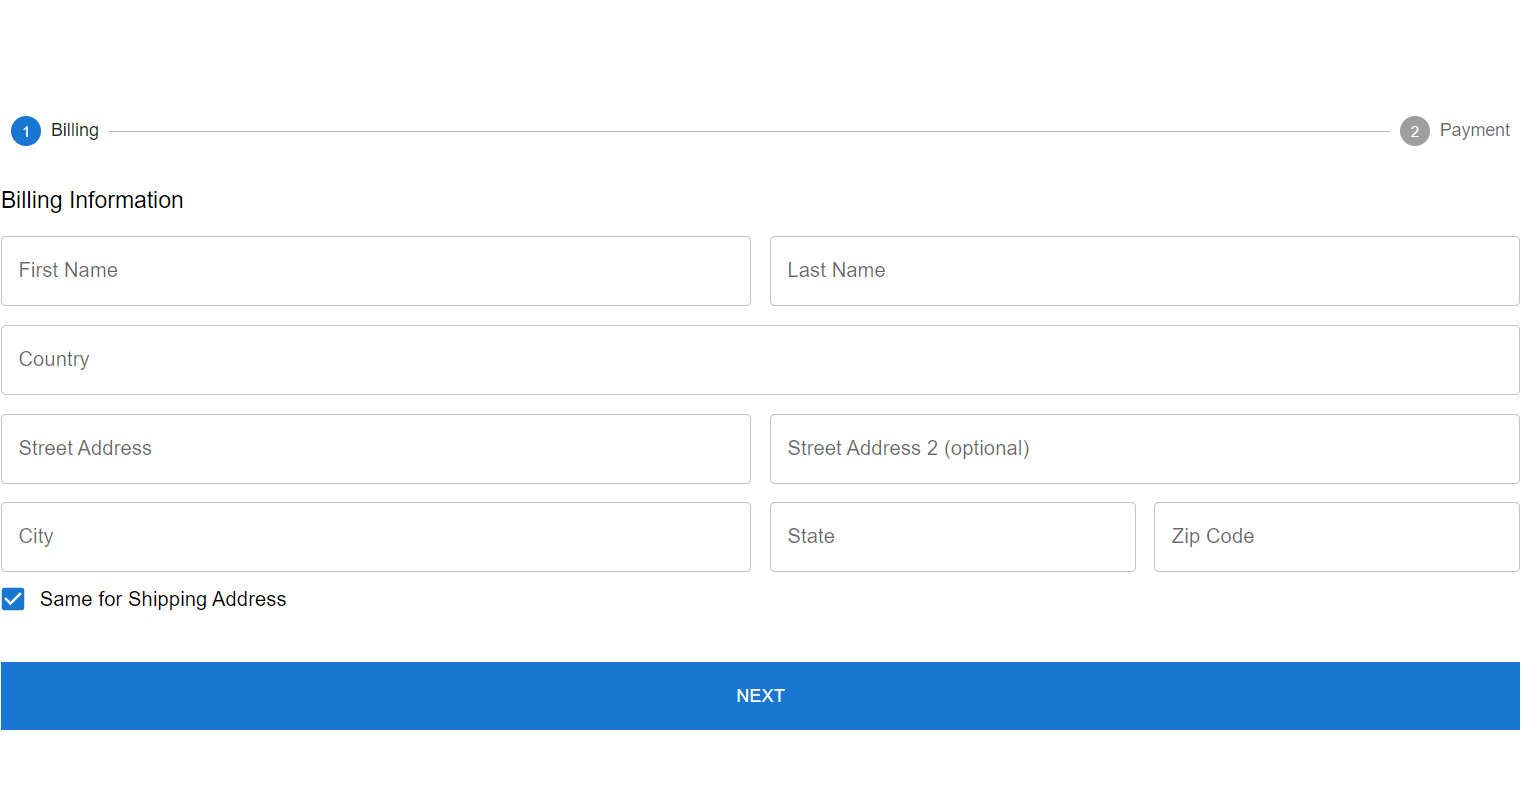 1 Billing 2 Payment
Billing Information
First Name Last Name
Country
Street Address Street Address 2 (optional)
City State Zip Code
Same for Shipping Address
NEXT